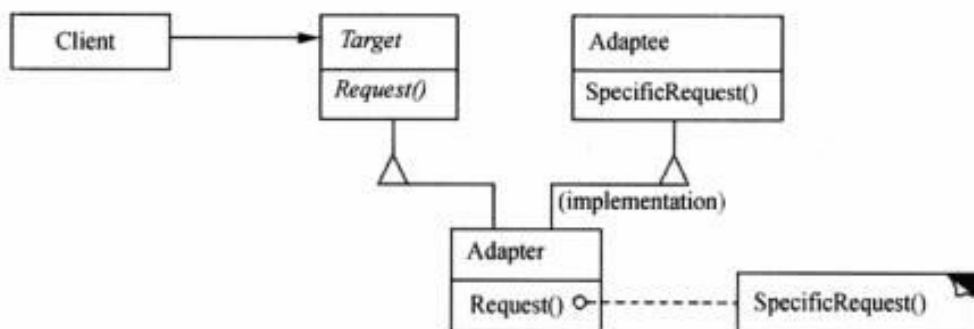 Client
Target
Request()
Adaptee
SpecificRequest()
(implementation)
Adapter
Request()
SpecificRequest()